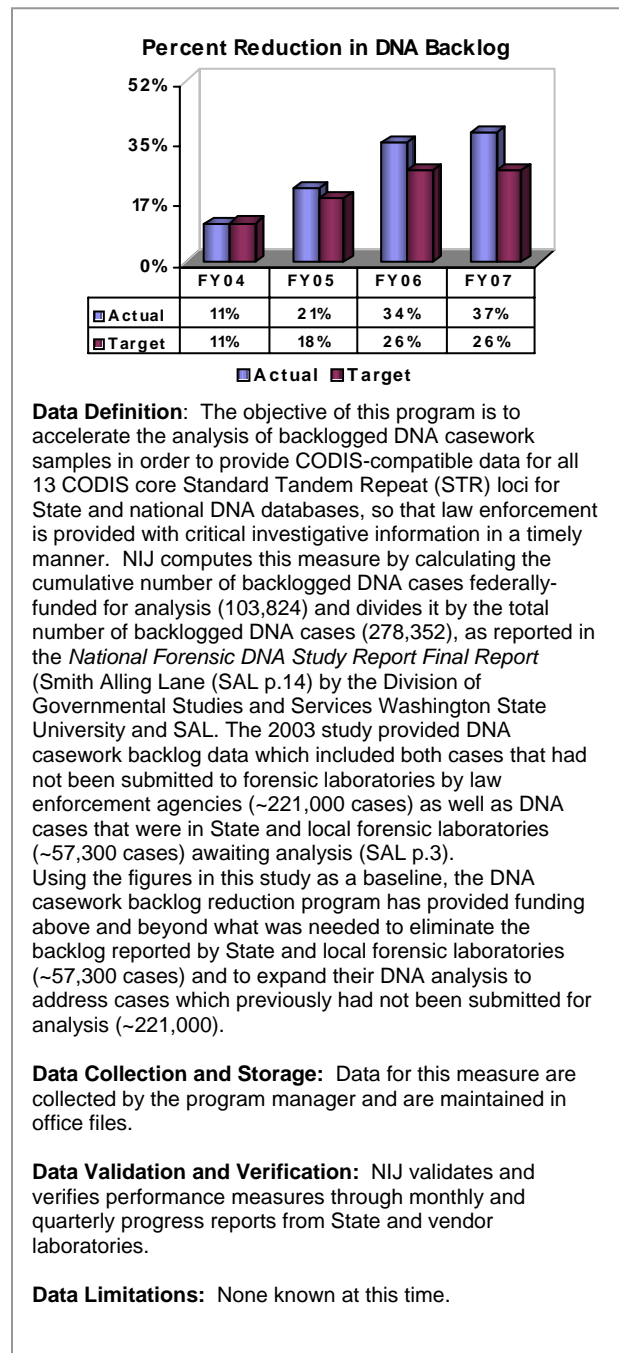 Percent Reduction in DNA Backlog
52%
35%
17%
0%
FY04 FY05 FY06 FY07
Actual 11% 21% 34% 37%
Target 11% 18% 26% 26%
Actual Target
Data Definition: The objective of this program is to
accelerate the analysis of backlogged DNA casework
samples in order to provide CODIS-compatible data for all
13 CODIS core Standard Tandem Repeat (STR) loci for
State and national DNA databases, so that law enforcement
is provided with critical investigative information in a timely
manner. NIJ computes this measure by calculating the
cumulative number of backlogged DNA cases federally-
funded for analysis (103,824) and divides it by the total
number of backlogged DNA cases (278,352), as reported in
the National Forensic DNA Study Report Final Report
(Smith Alling Lane (SAL p.14) by the Division of
Governmental Studies and Services Washington State
University and SAL. The 2003 study provided DNA
casework backlog data which included both cases that had
not been submitted to forensic laboratories by law
enforcement agencies (~221,000 cases) as well as DNA
cases that were in State and local forensic laboratories
(~57,300 cases) awaiting analysis (SAL p.3).
Using the figures in this study as a baseline, the DNA
casework backlog reduction program has provided funding
above and beyond what was needed to eliminate the
backlog reported by State and local forensic laboratories
(~57,300 cases) and to expand their DNA analysis to
address cases which previously had not been submitted for
analysis (~221,000).
Data Collection and Storage: Data for this measure are
collected by the program manager and are maintained in
office files.
Data Validation and Verification: NIJ validates and
verifies performance measures through monthly and
quarterly progress reports from State and vendor
laboratories.
Data Limitations: None known at this time.